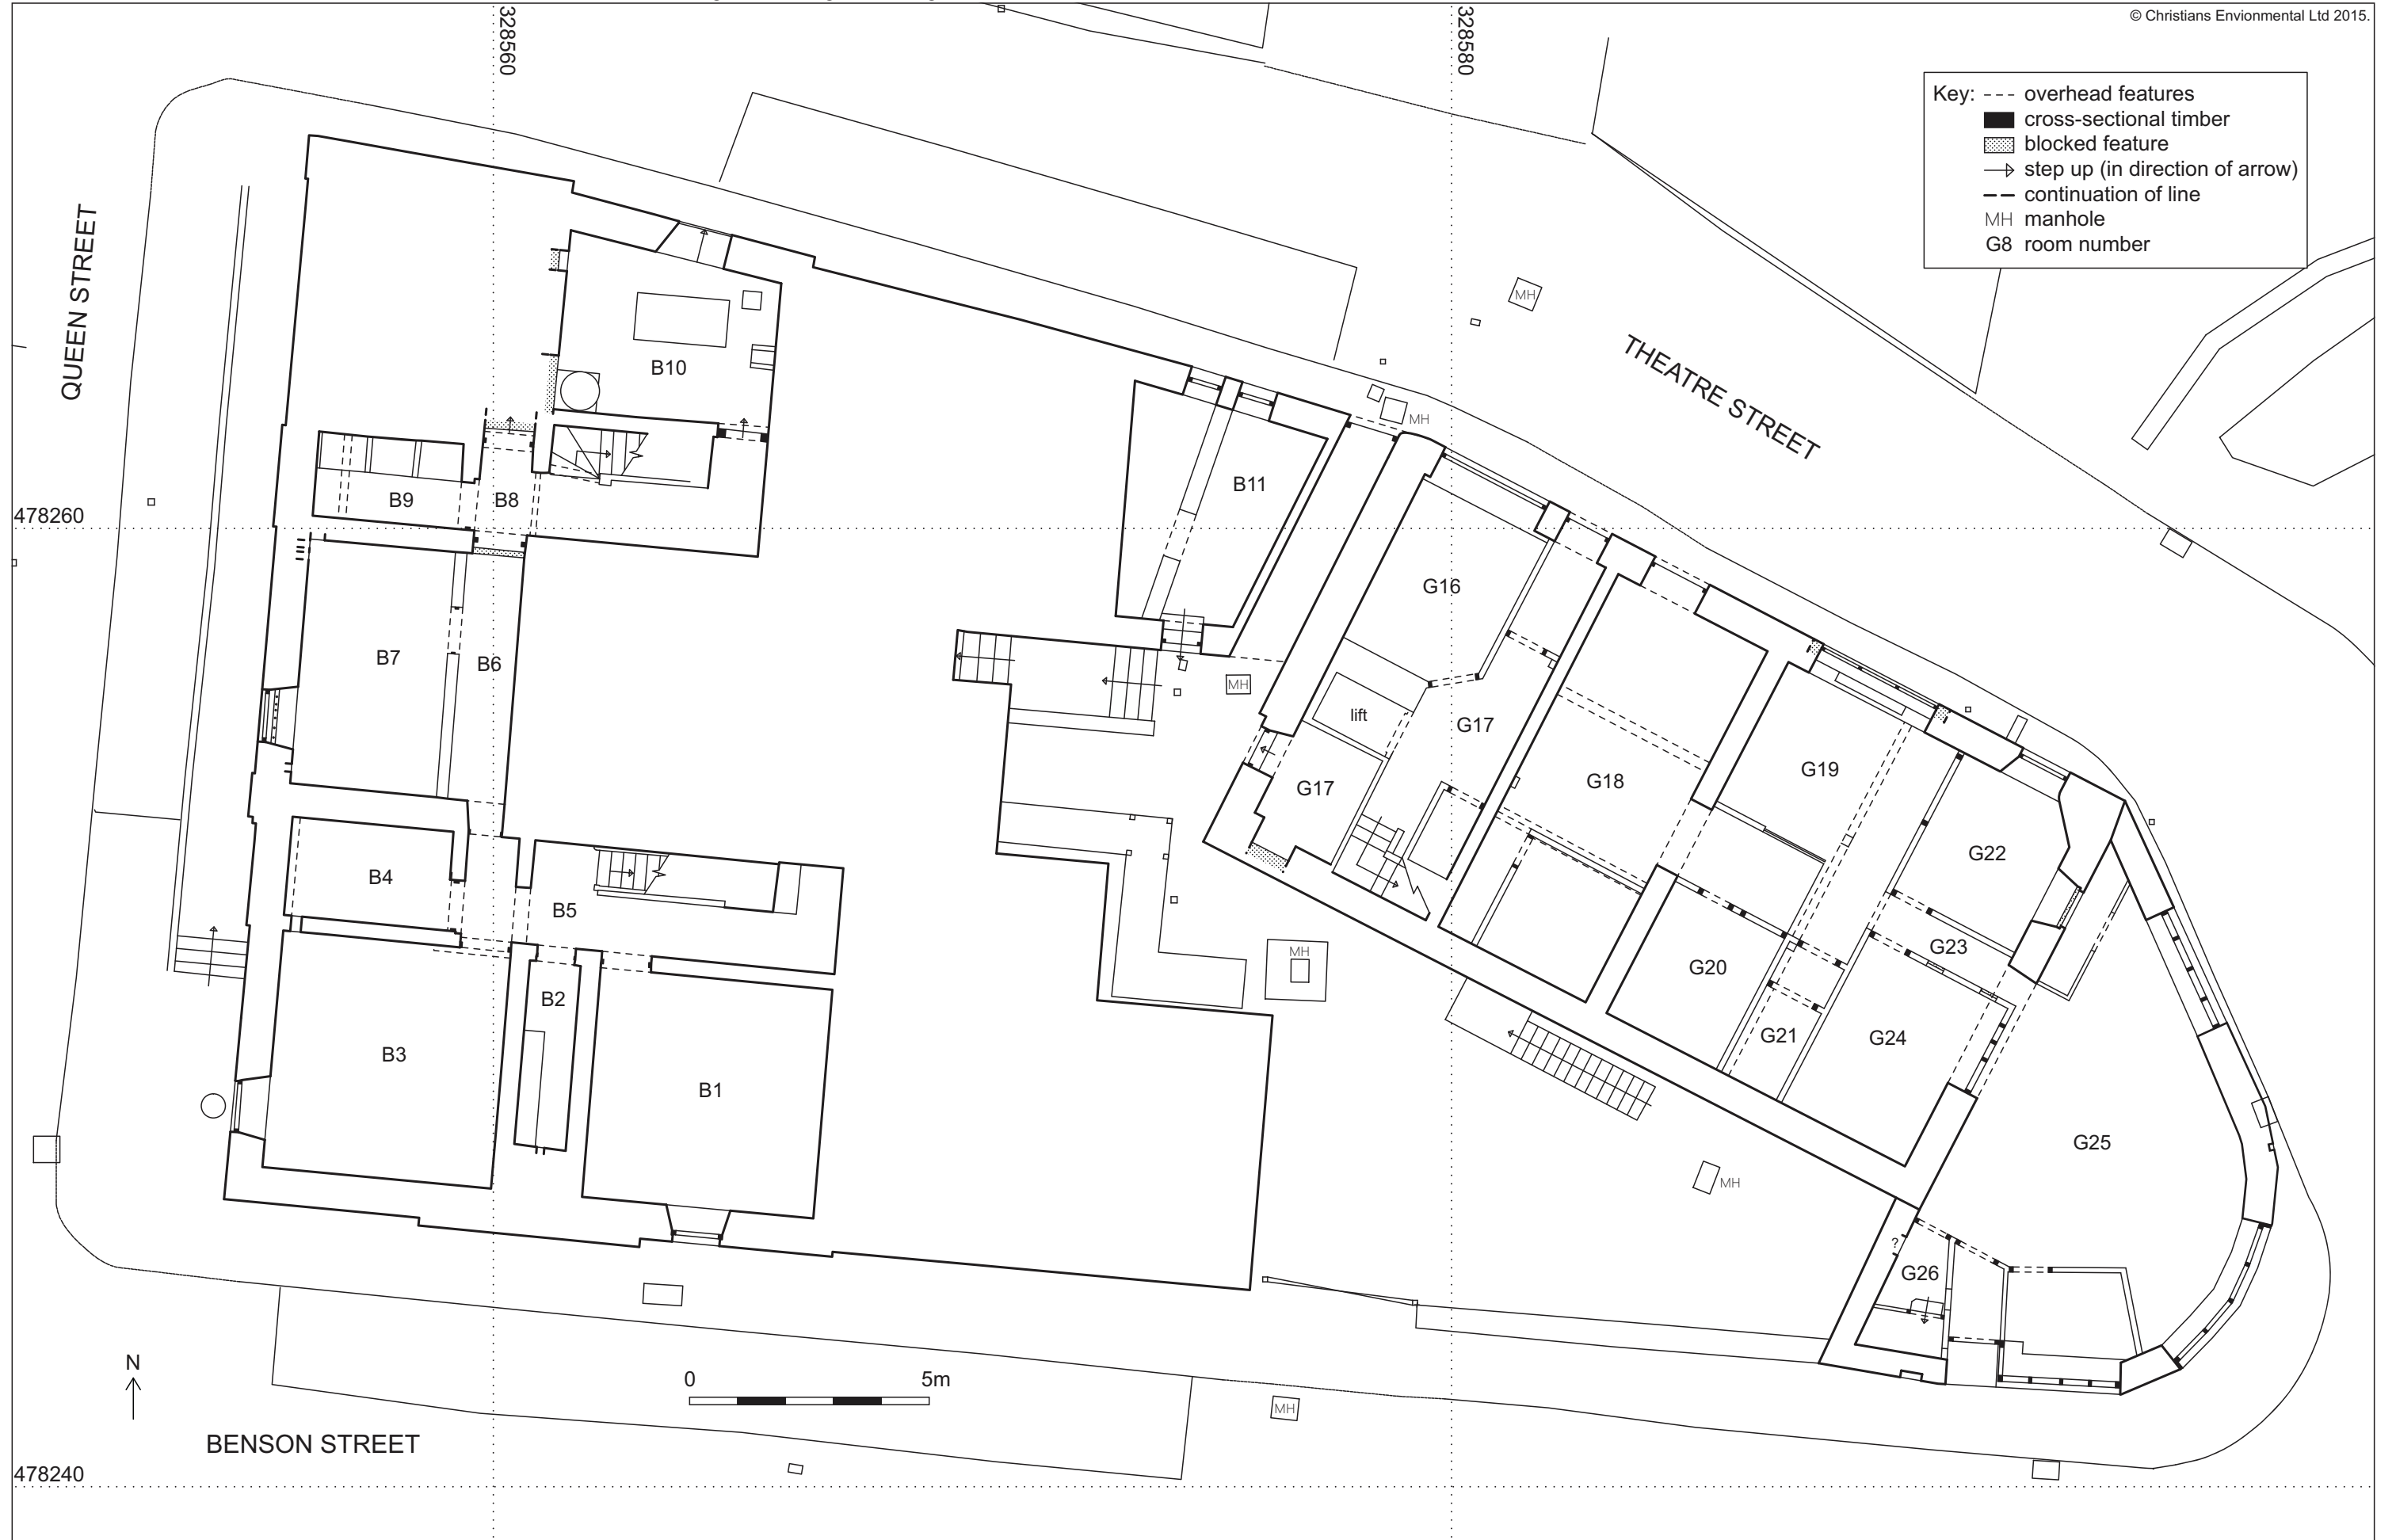 © Christians Envionmental Ltd 2015.
328560
328580
Key:
overhead features
cross-sectional timber
blocked feature
step up (in direction of arrow)
continuation of line
MH manhole
G8 room number
QUEEN STREET
THEATRE STREET
MH
B10
MH
B11
B9
B8
478260
G16
B7
B6
MH
lift
G17
G17
G18
G19
G22
B4
B5
G23
MH
G20
B2
G21
G24
B3
B1
G25
MH
?
G26
N
0 5m
MH
BENSON STREET
478240